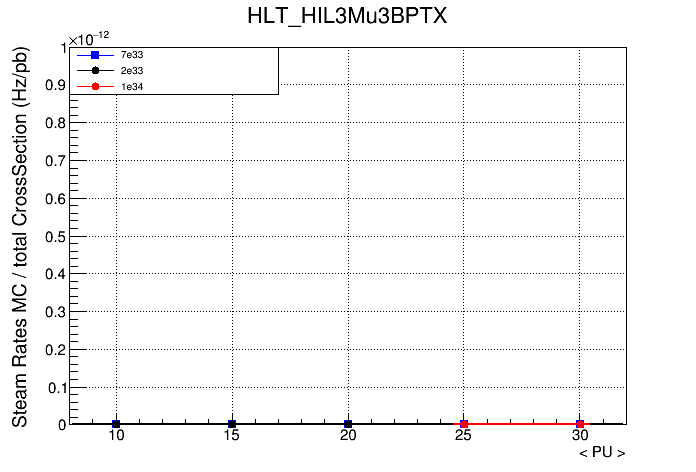 HLT_HIL3Mu3BPTX
×10⁻¹²
Steam Rates MC / total CrossSection (Hz/pb)
1
0.9
0.8
0.7
0.6
0.5
0.4
0.3
0.2
0.1
0
7e33
2e33
1e34
10 15 20 25 30
< PU >